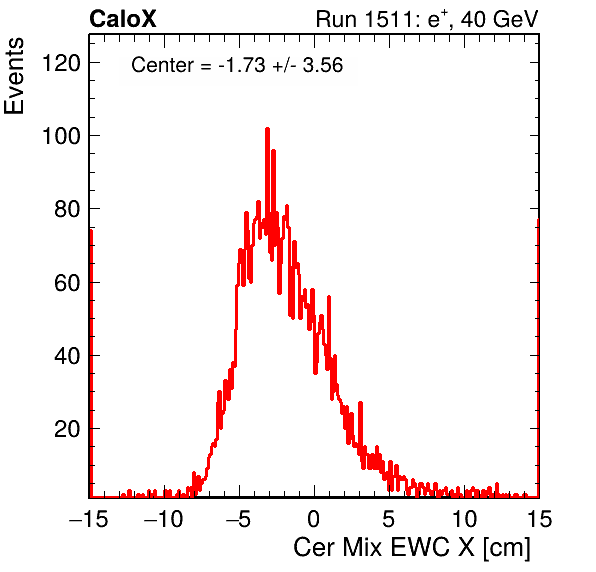 CaloX Run 1511: e⁺, 40 GeV
Center = -1.73 +/- 3.56
Events
120
100
80
60
40
20
−15 −10 −5 0 5 10 15
Cer Mix EWC X [cm]